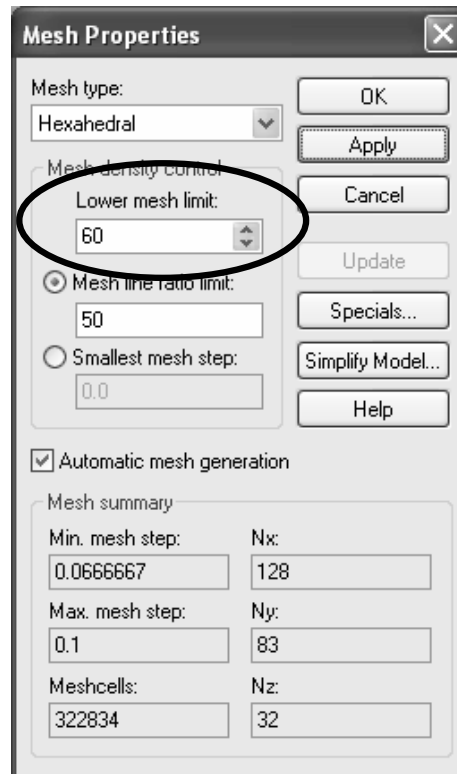 Mesh Properties
Mesh type:
Hexahedral
OK
Apply
Cancel
Update
Specials...
Simplify Model...
Help
Mesh density control
Lower mesh limit:
60
Mesh line ratio limit:
50
Smallest mesh step:
0.0
Automatic mesh generation
Mesh summary
Min. mesh step: Nx:
0.0666667 128
Max. mesh step: Ny:
0.1 83
Meshcells: Nz:
322834 32